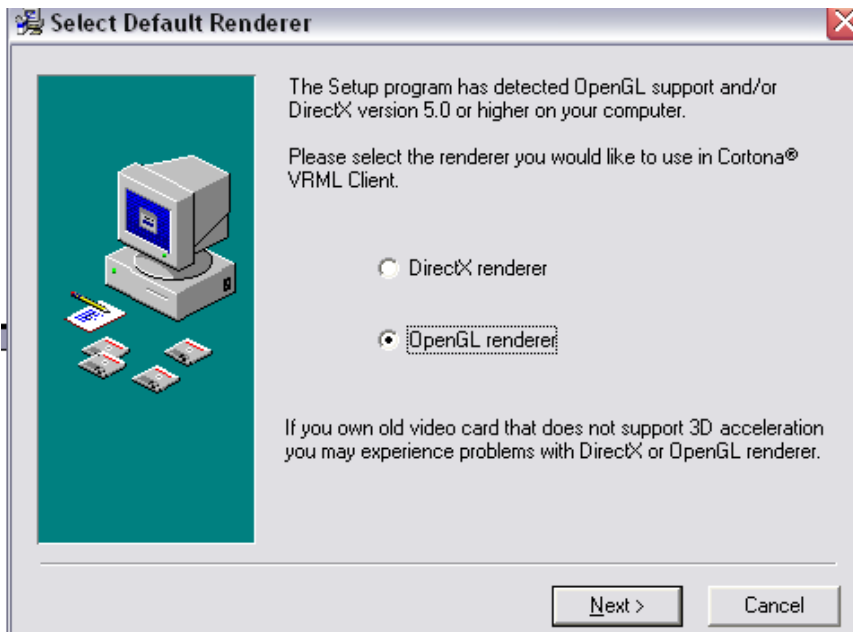 Select Default Renderer
The Setup program has detected OpenGL support and/or
DirectX version 5.0 or higher on your computer.
Please select the renderer you would like to use in Cortona®
VRML Client.
DirectX renderer
OpenGL renderer
If you own old video card that does not support 3D acceleration
you may experience problems with DirectX or OpenGL renderer.
Next >
Cancel